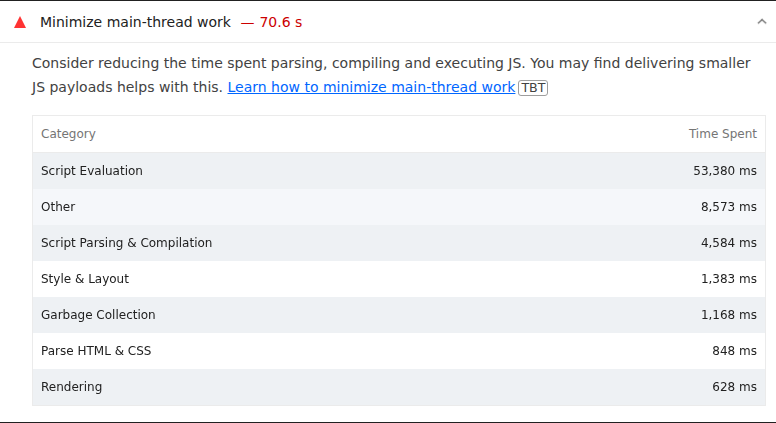 Minimize main-thread work — 70.6 s
Consider reducing the time spent parsing, compiling and executing JS. You may find delivering smaller
JS payloads helps with this. Learn how to minimize main-thread work TBT
Category Time Spent
Script Evaluation 53,380 ms
Other 8,573 ms
Script Parsing & Compilation 4,584 ms
Style & Layout 1,383 ms
Garbage Collection 1,168 ms
Parse HTML & CSS 848 ms
Rendering 628 ms